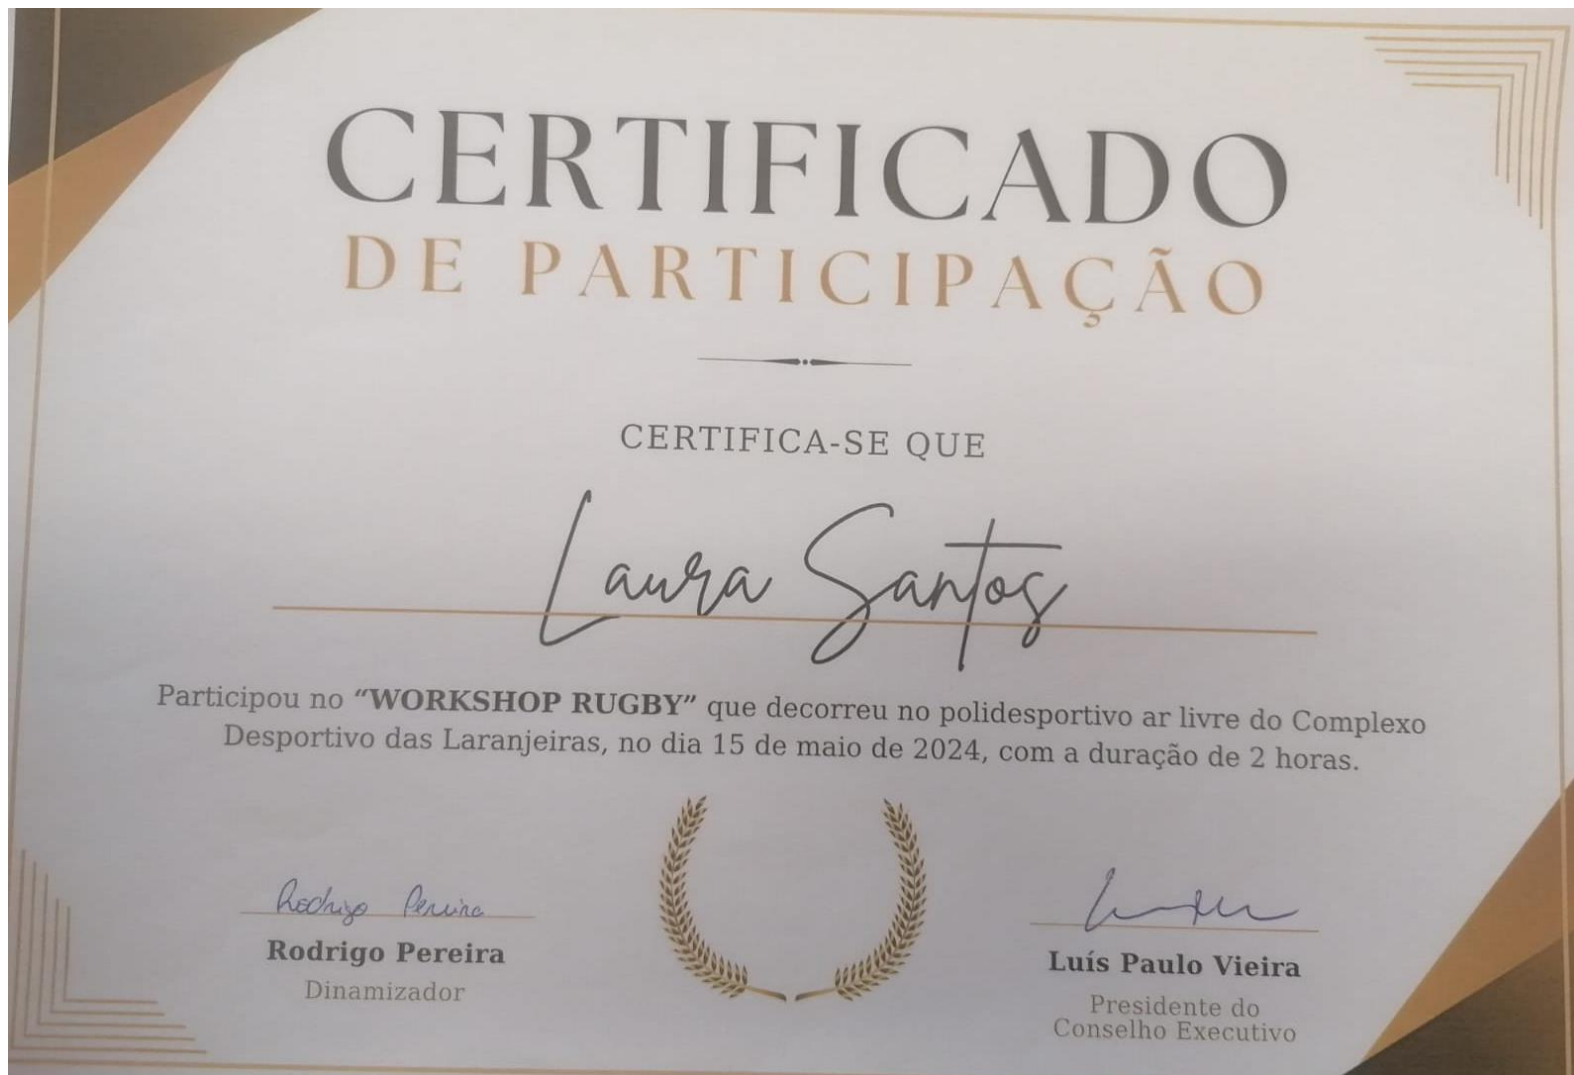 CERTIFICADO
DE PARTICIPAÇÃO
CERTIFICA-SE QUE
Laura Santos
Participou no “WORKSHOP RUGBY” que decorreu no polidesportivo ar livre do Complexo
Desportivo das Laranjeiras, no dia 15 de maio de 2024, com a duração de 2 horas.
Rodrigo Pereira
Rodrigo Pereira
Dinamizador
Luís Paulo Vieira
Presidente do
Conselho Executivo